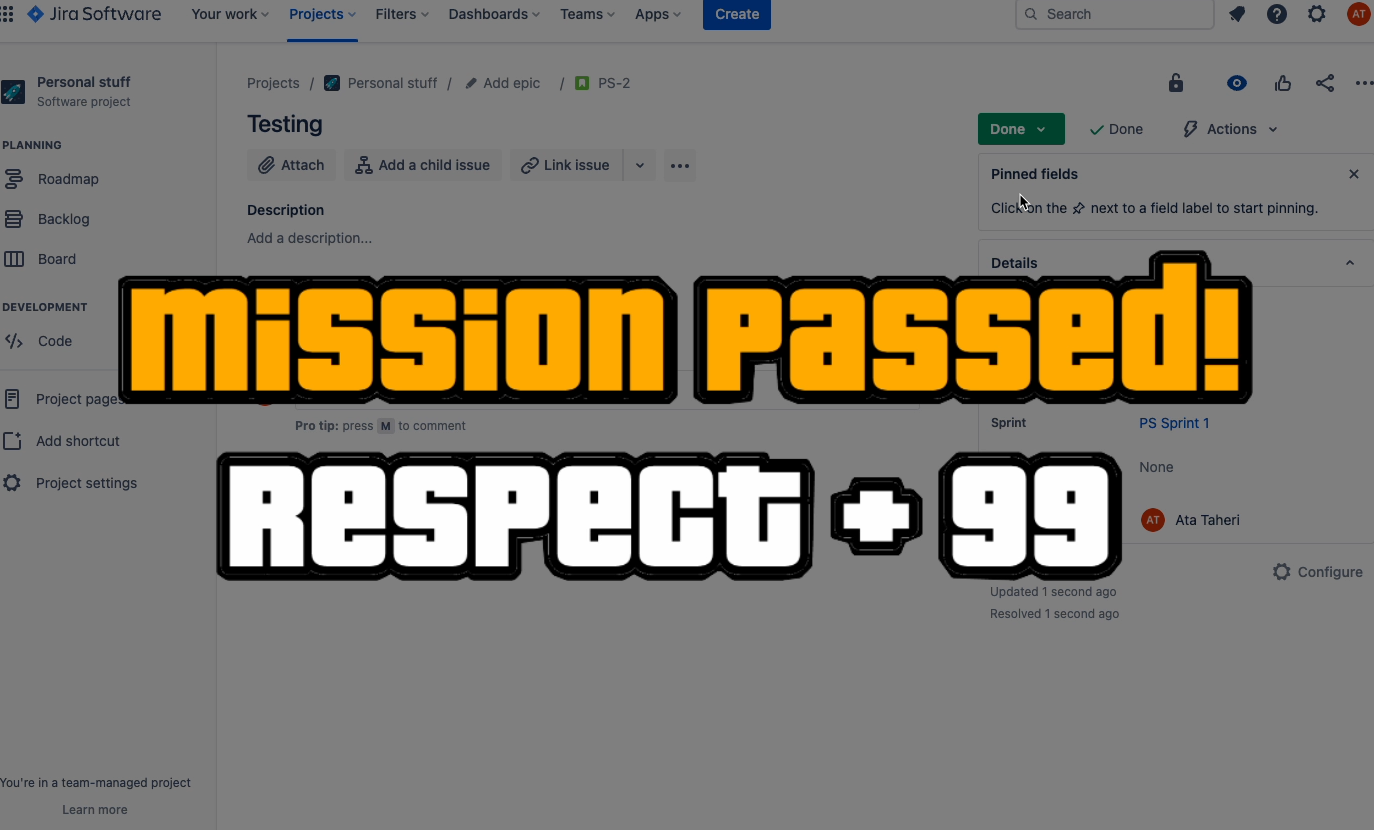 Jira Software Your work Projects Filters Dashboards Teams Apps Create Search AT
Personal stuff
Software project
PLANNING
Roadmap
Backlog
Board
DEVELOPMENT
Code
Project pages
Add shortcut
Project settings
You're in a team-managed project
Learn more
Projects / Personal stuff / Add epic / PS-2
Testing
Attach Add a child issue Link issue
Description
Add a description...
Pro tip: press M to comment
Done Done Actions
Pinned fields
Click on the next to a field label to start pinning.
Details
Sprint PS Sprint 1
None
AT Ata Taheri
Configure
Updated 1 second ago
Resolved 1 second ago
mission passed!
Respect + 99